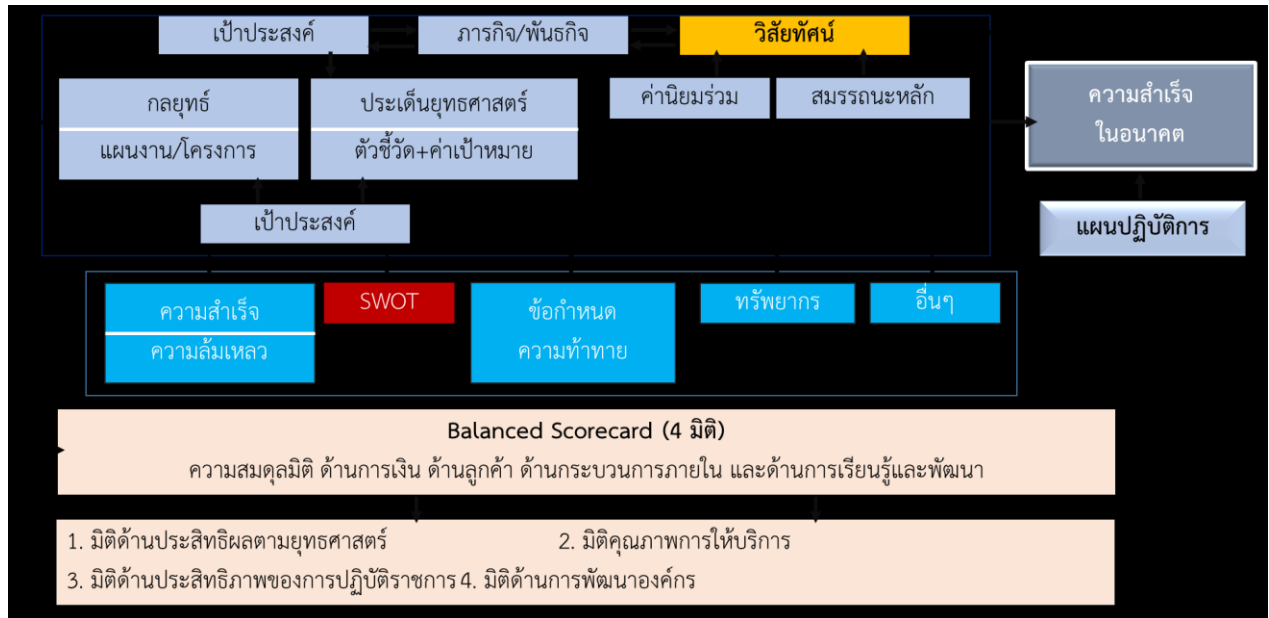 เป้าประสงค์
ภารกิจ/พันธกิจ
วิสัยทัศน์
กลยุทธ์
แผนงาน/โครงการ
ประเด็นยุทธศาสตร์
ตัวชี้วัด+ค่าเป้าหมาย
ค่านิยมร่วม
สมรรถนะหลัก
ความสำเร็จ
ในอนาคต
เป้าประสงค์
แผนปฏิบัติการ
ความสำเร็จ
ความล้มเหลว
SWOT
ข้อกำหนด
ความท้าทาย
ทรัพยากร
อื่นๆ
Balanced Scorecard (4 มิติ)
ความสมดุลมิติ ด้านการเงิน ด้านลูกค้า ด้านกระบวนการภายใน และด้านการเรียนรู้และพัฒนา
1. มิติด้านประสิทธิผลตามยุทธศาสตร์ 2. มิติคุณภาพการให้บริการ
3. มิติด้านประสิทธิภาพของการปฏิบัติราชการ 4. มิติด้านการพัฒนาองค์กร